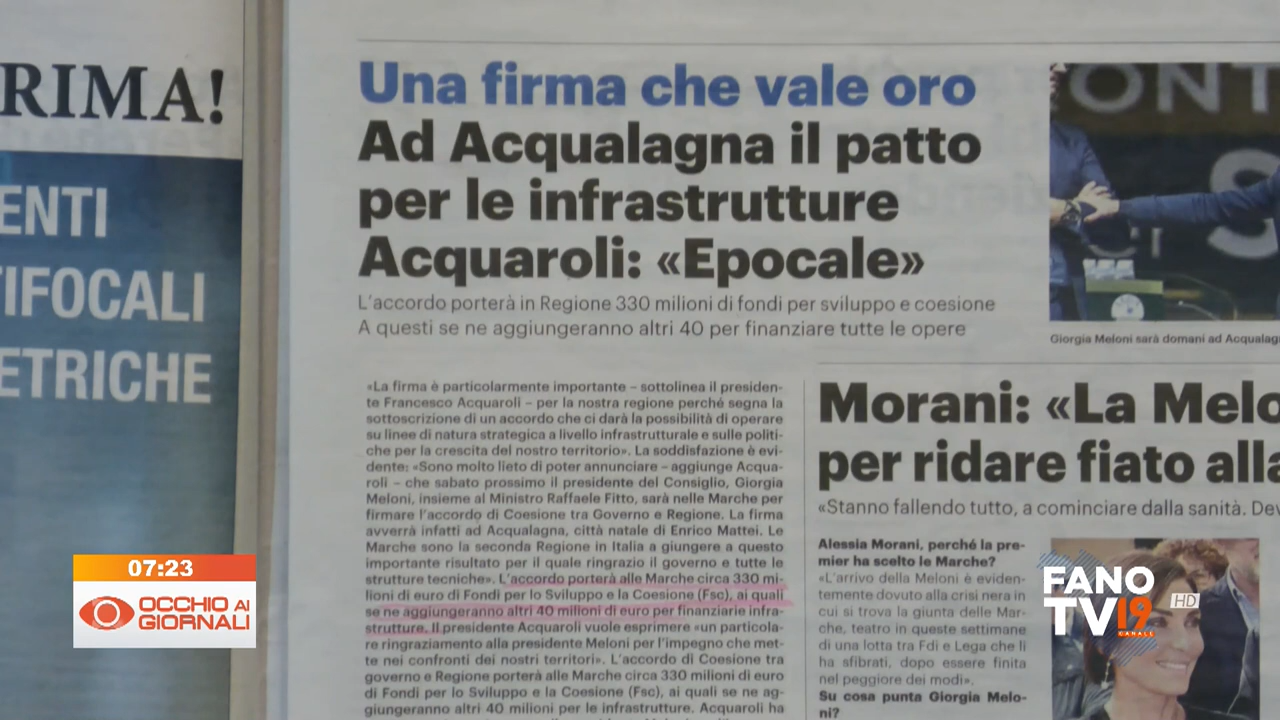 RIMA!
ENTI
TIFOCALI
ETRICHE
Una firma che vale oro
Ad Acqualagna il patto
per le infrastrutture
Acquaroli: «Epocale»
L'accordo porterà in Regione 330 milioni di fondi per sviluppo e coesione
A questi se ne aggiungeranno altri 40 per finanziare tutte le opere
Giorgia Meloni sarà domani ad Acqualag
«La firma è particolarmente importante – sottolinea il presiden-
te Francesco Acquaroli – per la nostra regione perché segna la
sottoscrizione di un accordo che ci darà la possibilità di operare
su linee di natura strategica a livello infrastrutturale e sulle politi-
che per la crescita del nostro territorio». La soddisfazione è evi-
dente: «Sono molto lieto di poter annunciare – aggiunge Acqua-
roli – che sabato prossimo il presidente del Consiglio, Giorgia
Meloni, insieme al Ministro Raffaele Fitto, sarà nelle Marche per
firmare l'accordo di Coesione tra Governo e Regione. La firma
avverrà infatti ad Acqualagna, città natale di Enrico Mattei. Le
Marche sono la seconda Regione in Italia a giungere a questo
importante risultato per il quale ringrazio il governo e tutte le
strutture tecniche». L'accordo porterà alle Marche circa 330 mi-
lioni di euro di Fondi per lo Sviluppo e la Coesione (Fsc), ai quali
se ne aggiungeranno altri 40 milioni di euro per finanziarie infra-
strutture. Il presidente Acquaroli vuole esprimere «un particola-
re ringraziamento alla presidente Meloni per l'impegno che met-
te nei confronti dei nostri territori». L'accordo di Coesione tra
governo e Regione porterà alle Marche circa 330 milioni di euro
di Fondi per lo Sviluppo e la Coesione (Fsc), ai quali se ne ag-
giungeranno altri 40 milioni per le infrastrutture. Acquaroli ha
Morani: «La Melo
per ridare fiato alla
«Stanno fallendo tutto, a cominciare dalla sanità. Dev
Alessia Morani, perché la pre-
mier ha scelto le Marche?
«L'arrivo della Meloni è eviden-
temente dovuto alla crisi nera in
cui si trova la giunta delle Mar-
che, teatro in queste settimane
di una lotta tra Fdi e Lega che li
ha sfibrati, dopo essere finita
nel peggiore dei modi».
Su cosa punta Giorgia Melo-
ni?
07:23
OCCHIO AI
GIORNALI
FANO
TV19
HD
CANALE